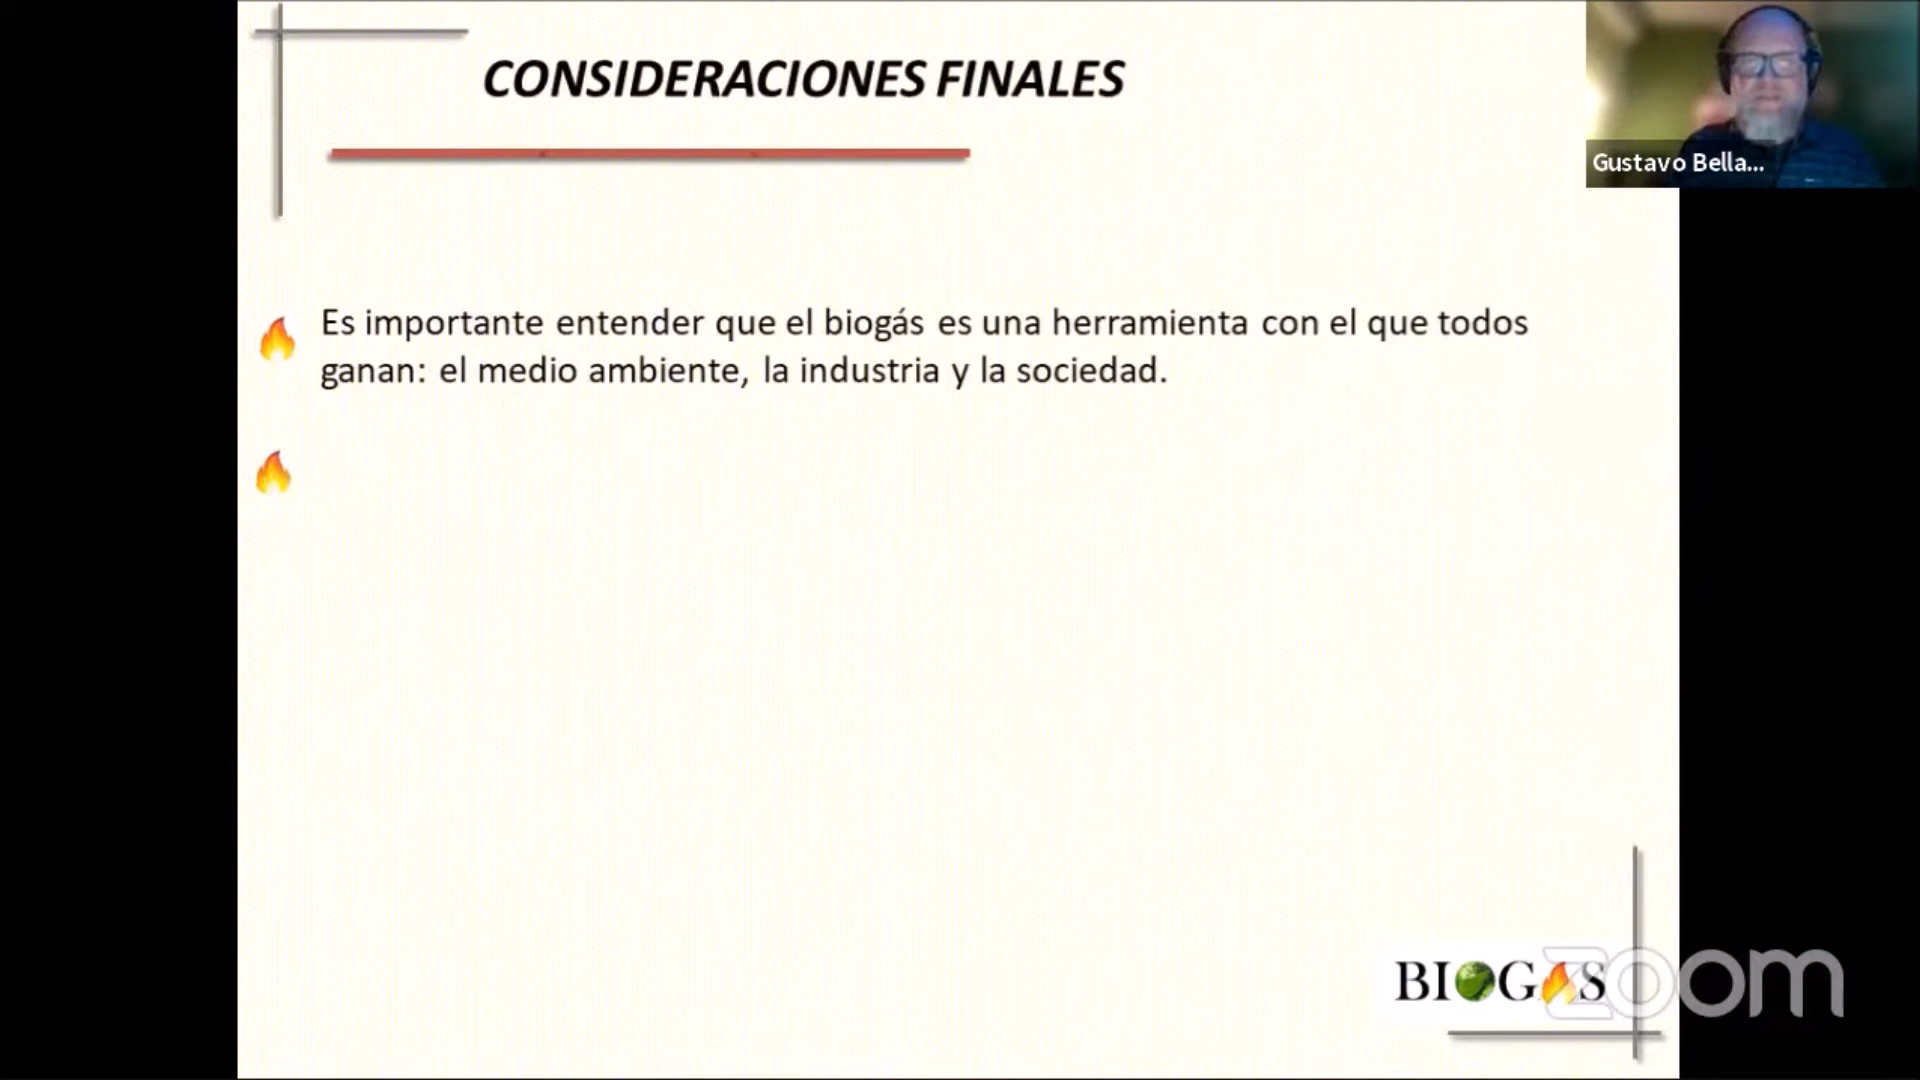 CONSIDERACIONES FINALES
Gustavo Bella...
Es importante entender que el biogás es una herramienta con el que todos
ganan: el medio ambiente, la industria y la sociedad.
BIOGAS
zoom